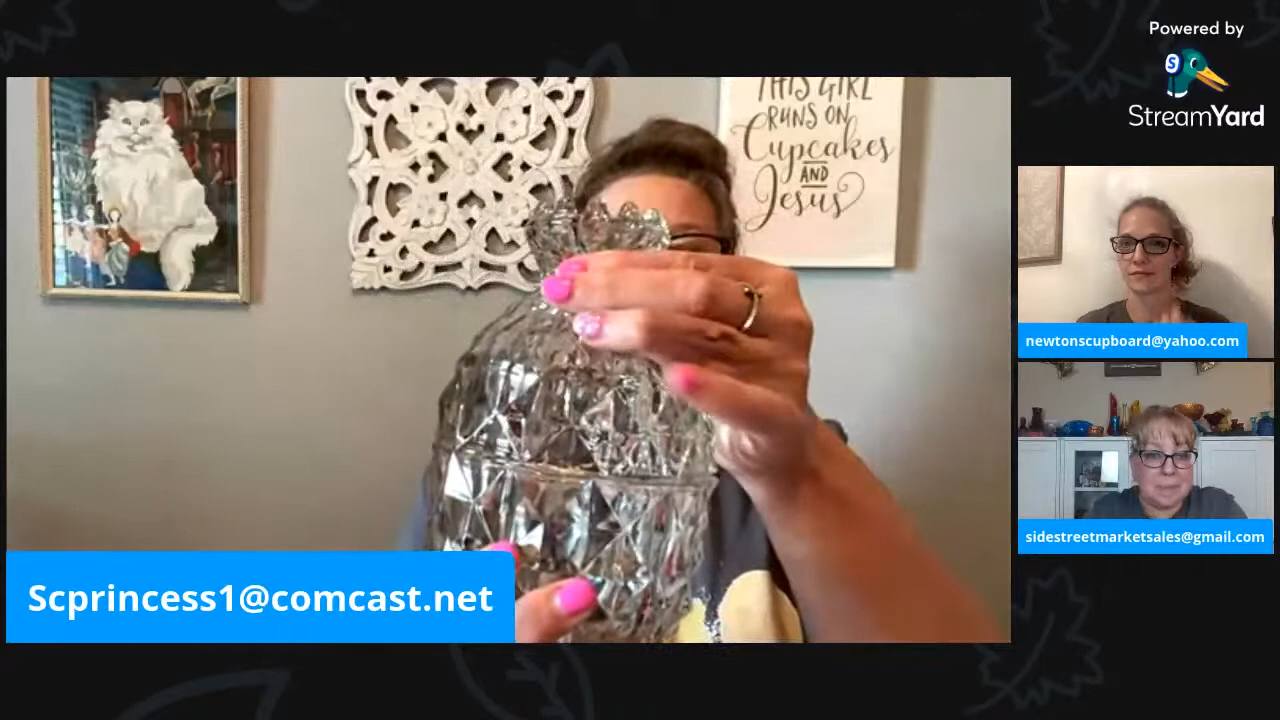 Powered by
S
StreamYard
THIS GIRL
RUNS ON
Cupcakes
AND
Jesus
newtonscupboard@yahoo.com
sidestreetmarketsales@gmail.com
Scprincess1@comcast.net